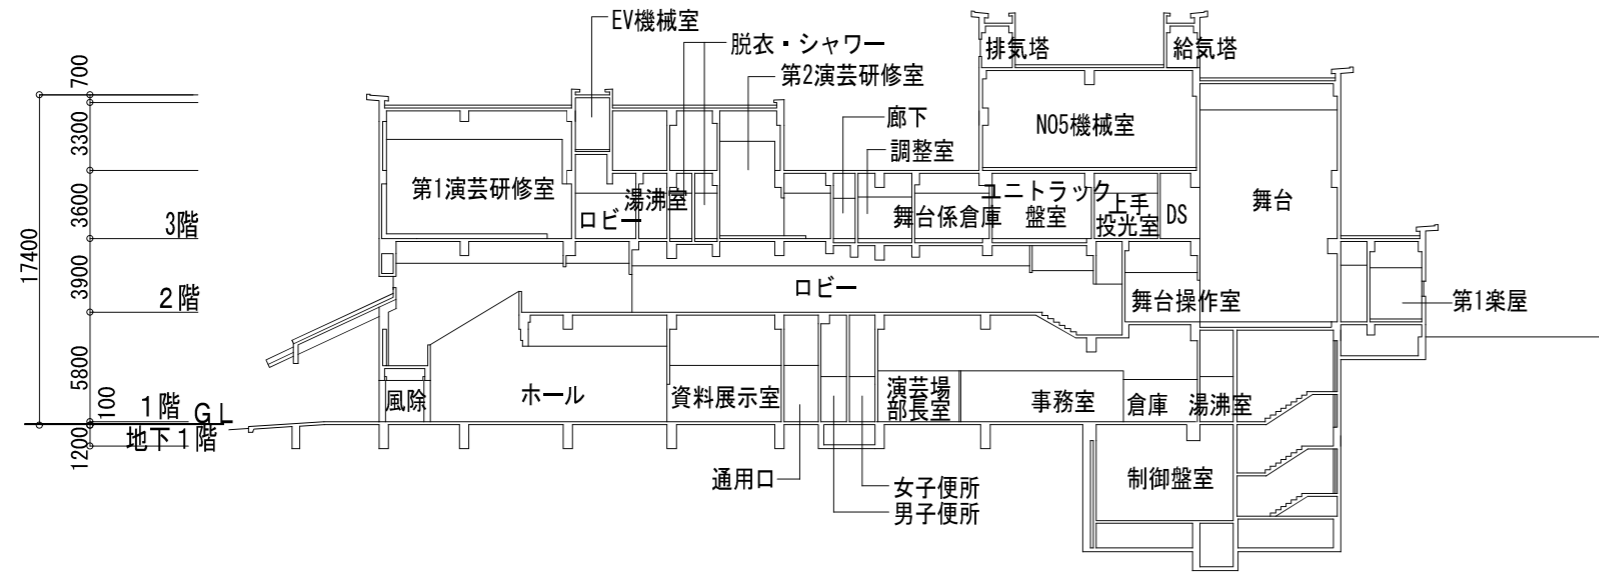 EV機械室
脱衣・シャワー
第2演芸研修室
廊下
調整室
排気塔
給気塔
NO5機械室
第1演芸研修室
湯沸室
ロビー
舞台係倉庫
ユニトラック
盤室
上手
投光室
DS
舞台
ロビー
舞台操作室
第1楽屋
風除
ホール
資料展示室
演芸場
部長室
事務室
倉庫
湯沸室
通用口
女子便所
男子便所
制御盤室
700
3300
3600
3900
5800
100
1200
17400
3階
2階
1階
GL
地下1階